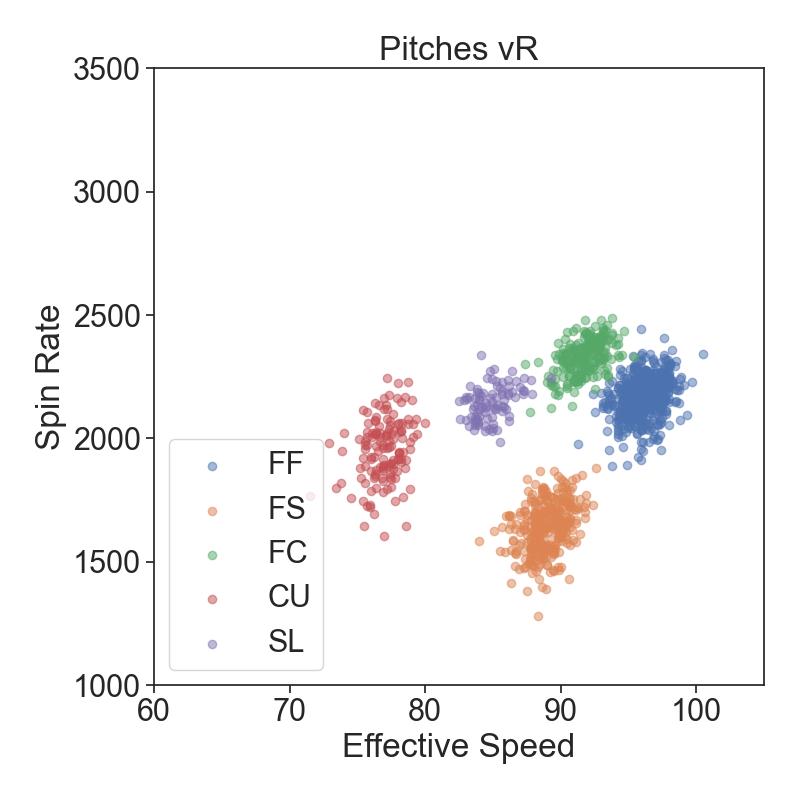 Pitches vR
3500
3000
2500
2000
1500
1000
Spin Rate
FF
FS
FC
CU
SL
60 70 80 90 100
Effective Speed